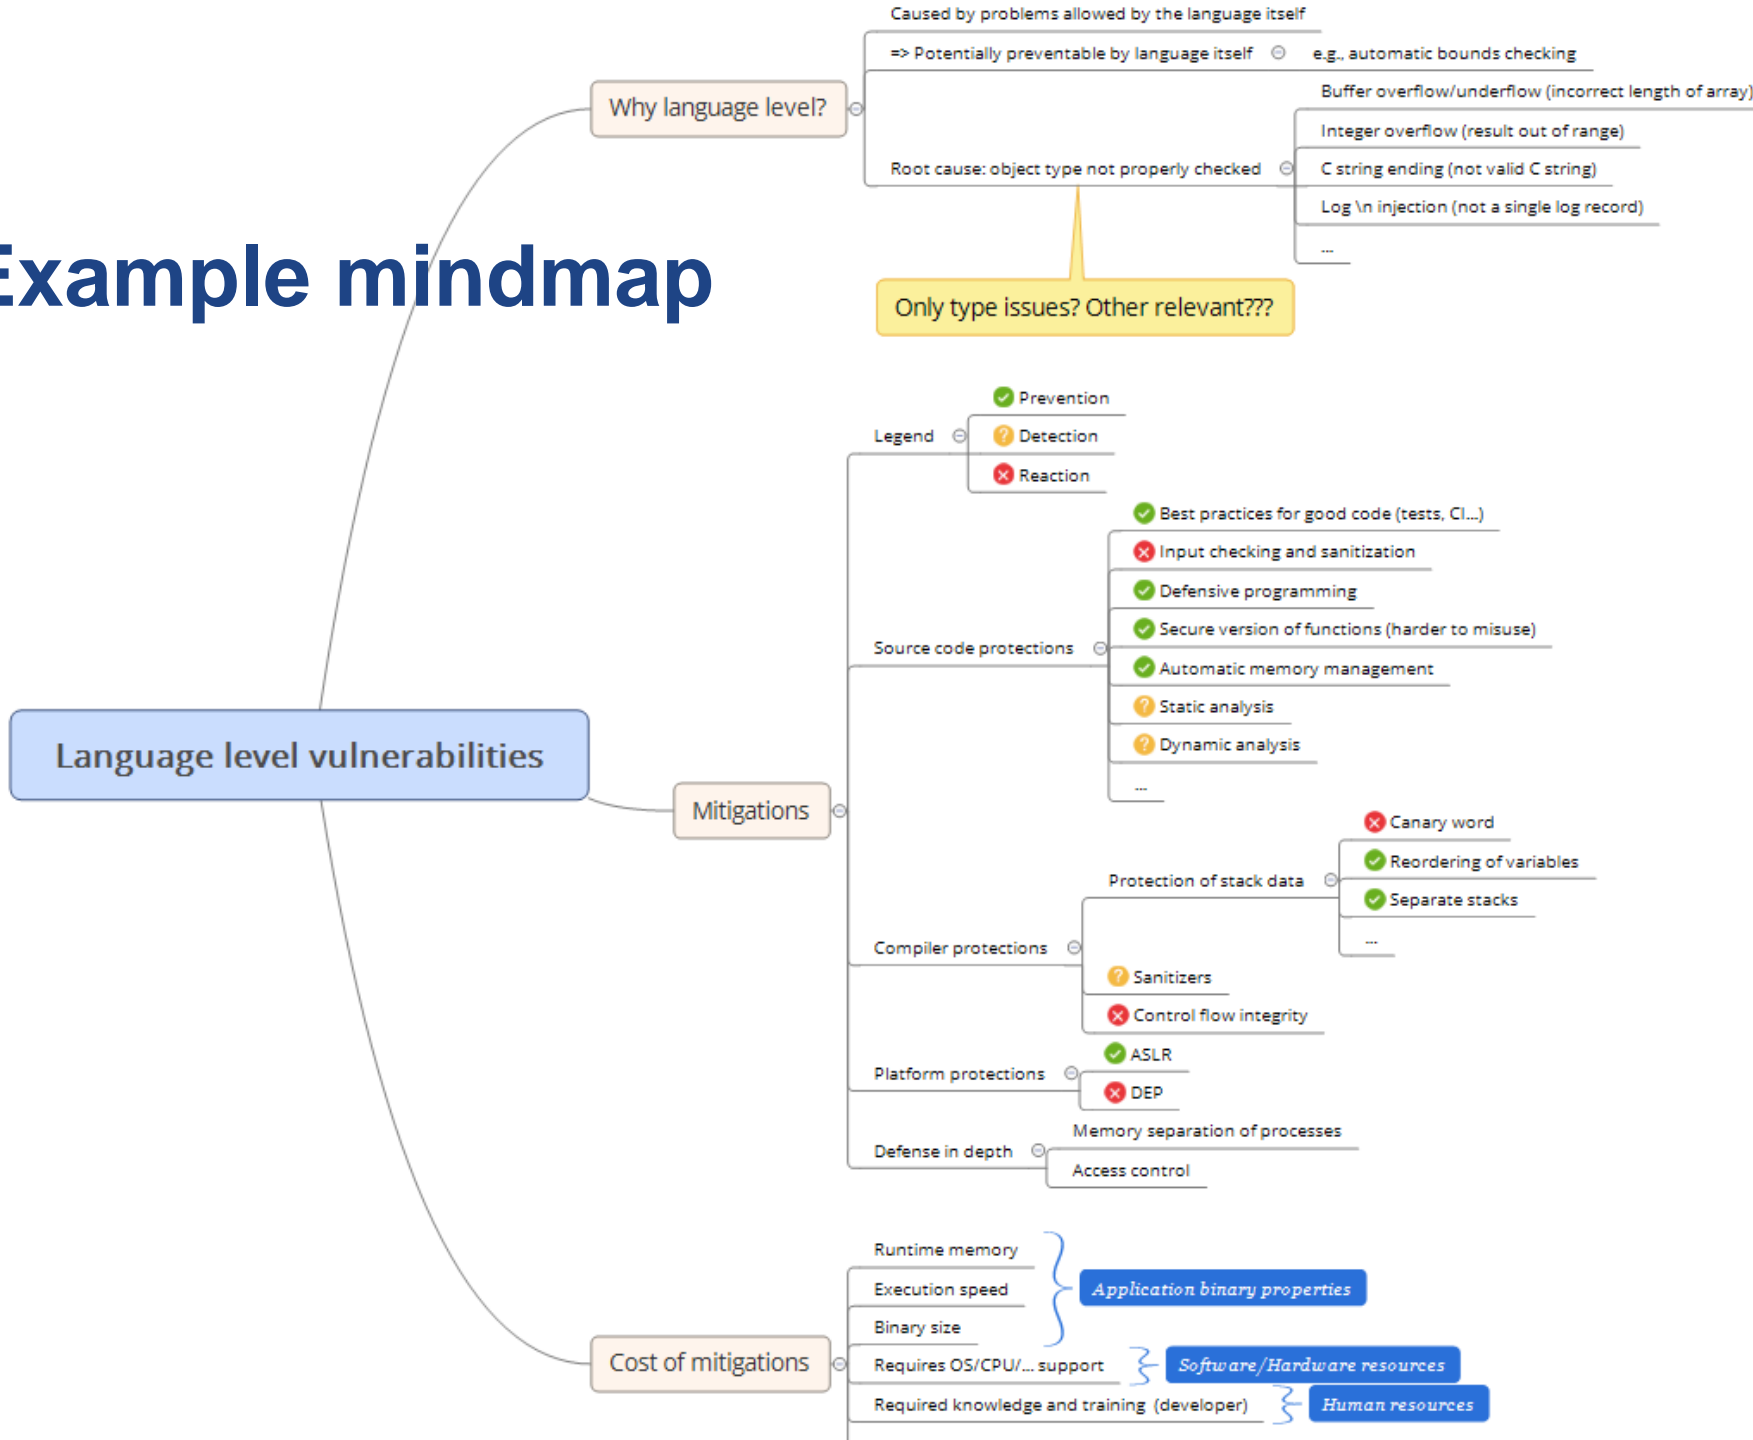 Example mindmap
Language level vulnerabilities
Why language level?
Caused by problems allowed by the language itself
=> Potentially preventable by language itself
e.g., automatic bounds checking
Root cause: object type not properly checked
Buffer overflow/underflow (incorrect length of array)
Integer overflow (result out of range)
C string ending (not valid C string)
Log \n injection (not a single log record)
...
Only type issues? Other relevant???
Mitigations
Legend
Prevention
Detection
Reaction
Source code protections
Best practices for good code (tests, CI...)
Input checking and sanitization
Defensive programming
Secure version of functions (harder to misuse)
Automatic memory management
Static analysis
Dynamic analysis
...
Compiler protections
Protection of stack data
Canary word
Reordering of variables
Separate stacks
...
Sanitizers
Control flow integrity
Platform protections
ASLR
DEP
Defense in depth
Memory separation of processes
Access control
Cost of mitigations
Runtime memory
Execution speed
Binary size
Application binary properties
Requires OS/CPU/... support
Software/Hardware resources
Required knowledge and training (developer)
Human resources